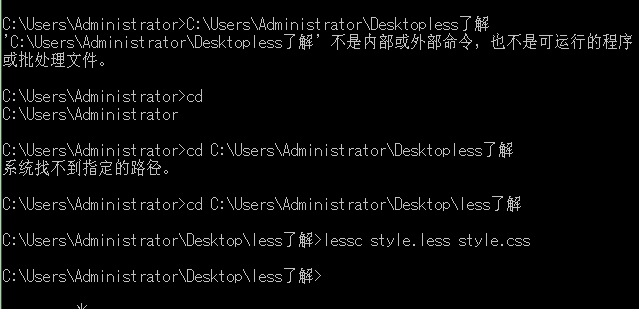 C:\Users\Administrator>C:\Users\Administrator\Desktopless了解
'C:\Users\Administrator\Desktopless了解' 不是内部或外部命令，也不是可运行的程序
或批处理文件。
C:\Users\Administrator>cd
C:\Users\Administrator
C:\Users\Administrator>cd C:\Users\Administrator\Desktopless了解
系统找不到指定的路径。
C:\Users\Administrator>cd C:\Users\Administrator\Desktop\less了解
C:\Users\Administrator\Desktop\less了解>lessc style.less style.css
C:\Users\Administrator\Desktop\less了解>